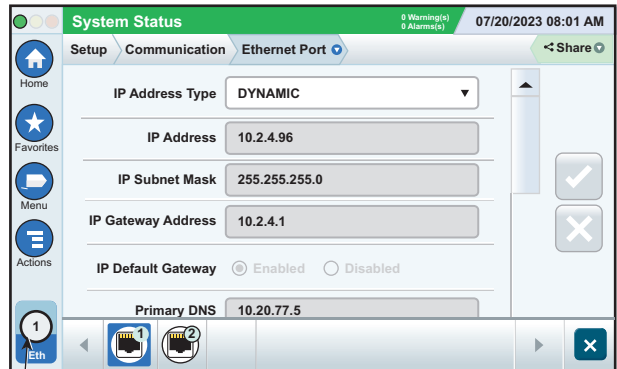 System Status
0 Warning(s)
0 Alarms(s)
07/20/2023 08:01 AM
Setup Communication Ethernet Port
Share
Home
Favorites
Menu
Actions
IP Address Type DYNAMIC
IP Address 10.2.4.96
IP Subnet Mask 255.255.255.0
IP Gateway Address 10.2.4.1
IP Default Gateway Enabled Disabled
Primary DNS 10.20.77.5
1
Eth
1
2